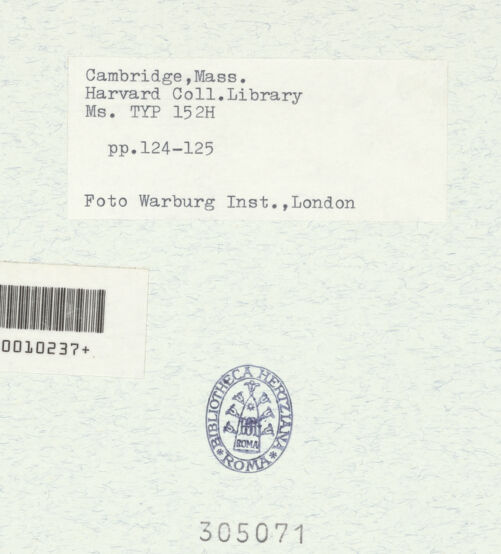 Cambridge,Mass.
Harvard Coll.Library
Ms. TYP 152H
pp.124-125
Foto Warburg Inst.,London
0010237+
BIBLIOTHECA HERTZIANA
* ROMA *
ROMA
305071